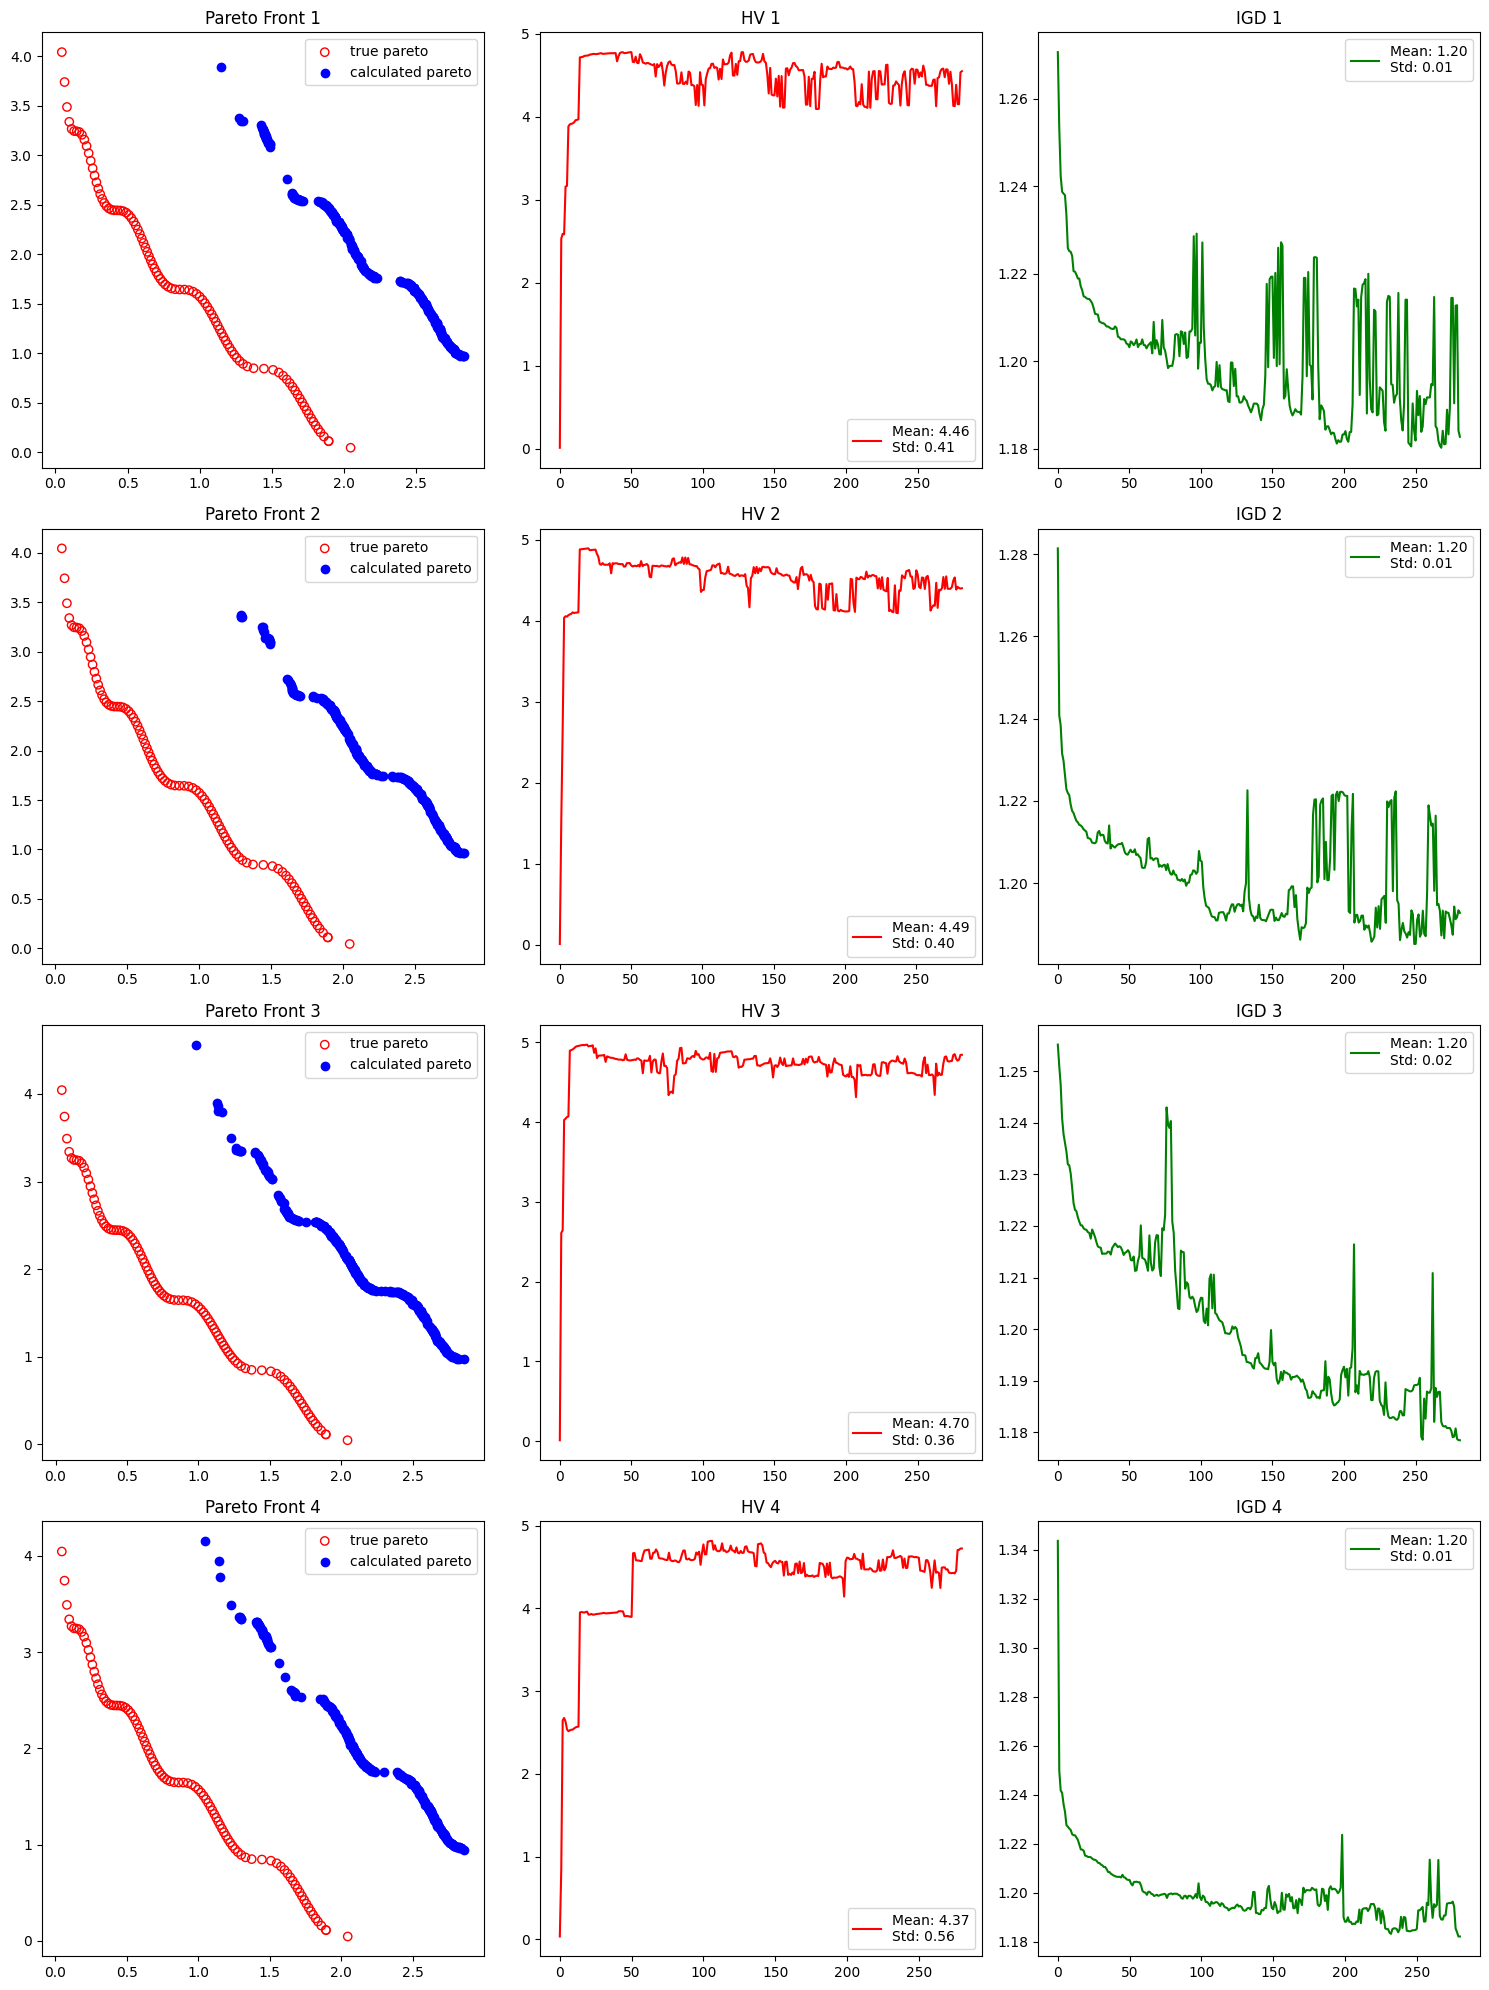 Pareto Front 1
true pareto
calculated pareto
4.0
3.5
3.0
2.5
2.0
1.5
1.0
0.5
0.0
0.0 0.5 1.0 1.5 2.0 2.5
HV 1
5
4
3
2
1
0
Mean: 4.46
Std: 0.41
0 50 100 150 200 250
IGD 1
Mean: 1.20
Std: 0.01
1.26
1.24
1.22
1.20
1.18
0 50 100 150 200 250
Pareto Front 2
true pareto
calculated pareto
4.0
3.5
3.0
2.5
2.0
1.5
1.0
0.5
0.0
0.0 0.5 1.0 1.5 2.0 2.5
HV 2
5
4
3
2
1
0
Mean: 4.49
Std: 0.40
0 50 100 150 200 250
IGD 2
Mean: 1.20
Std: 0.01
1.28
1.26
1.24
1.22
1.20
0 50 100 150 200 250
Pareto Front 3
true pareto
calculated pareto
4
3
2
1
0
0.0 0.5 1.0 1.5 2.0 2.5
HV 3
5
4
3
2
1
0
Mean: 4.70
Std: 0.36
0 50 100 150 200 250
IGD 3
Mean: 1.20
Std: 0.02
1.25
1.24
1.23
1.22
1.21
1.20
1.19
1.18
0 50 100 150 200 250
Pareto Front 4
true pareto
calculated pareto
4
3
2
1
0
0.0 0.5 1.0 1.5 2.0 2.5
HV 4
5
4
3
2
1
0
Mean: 4.37
Std: 0.56
0 50 100 150 200 250
IGD 4
Mean: 1.20
Std: 0.01
1.34
1.32
1.30
1.28
1.26
1.24
1.22
1.20
1.18
0 50 100 150 200 250